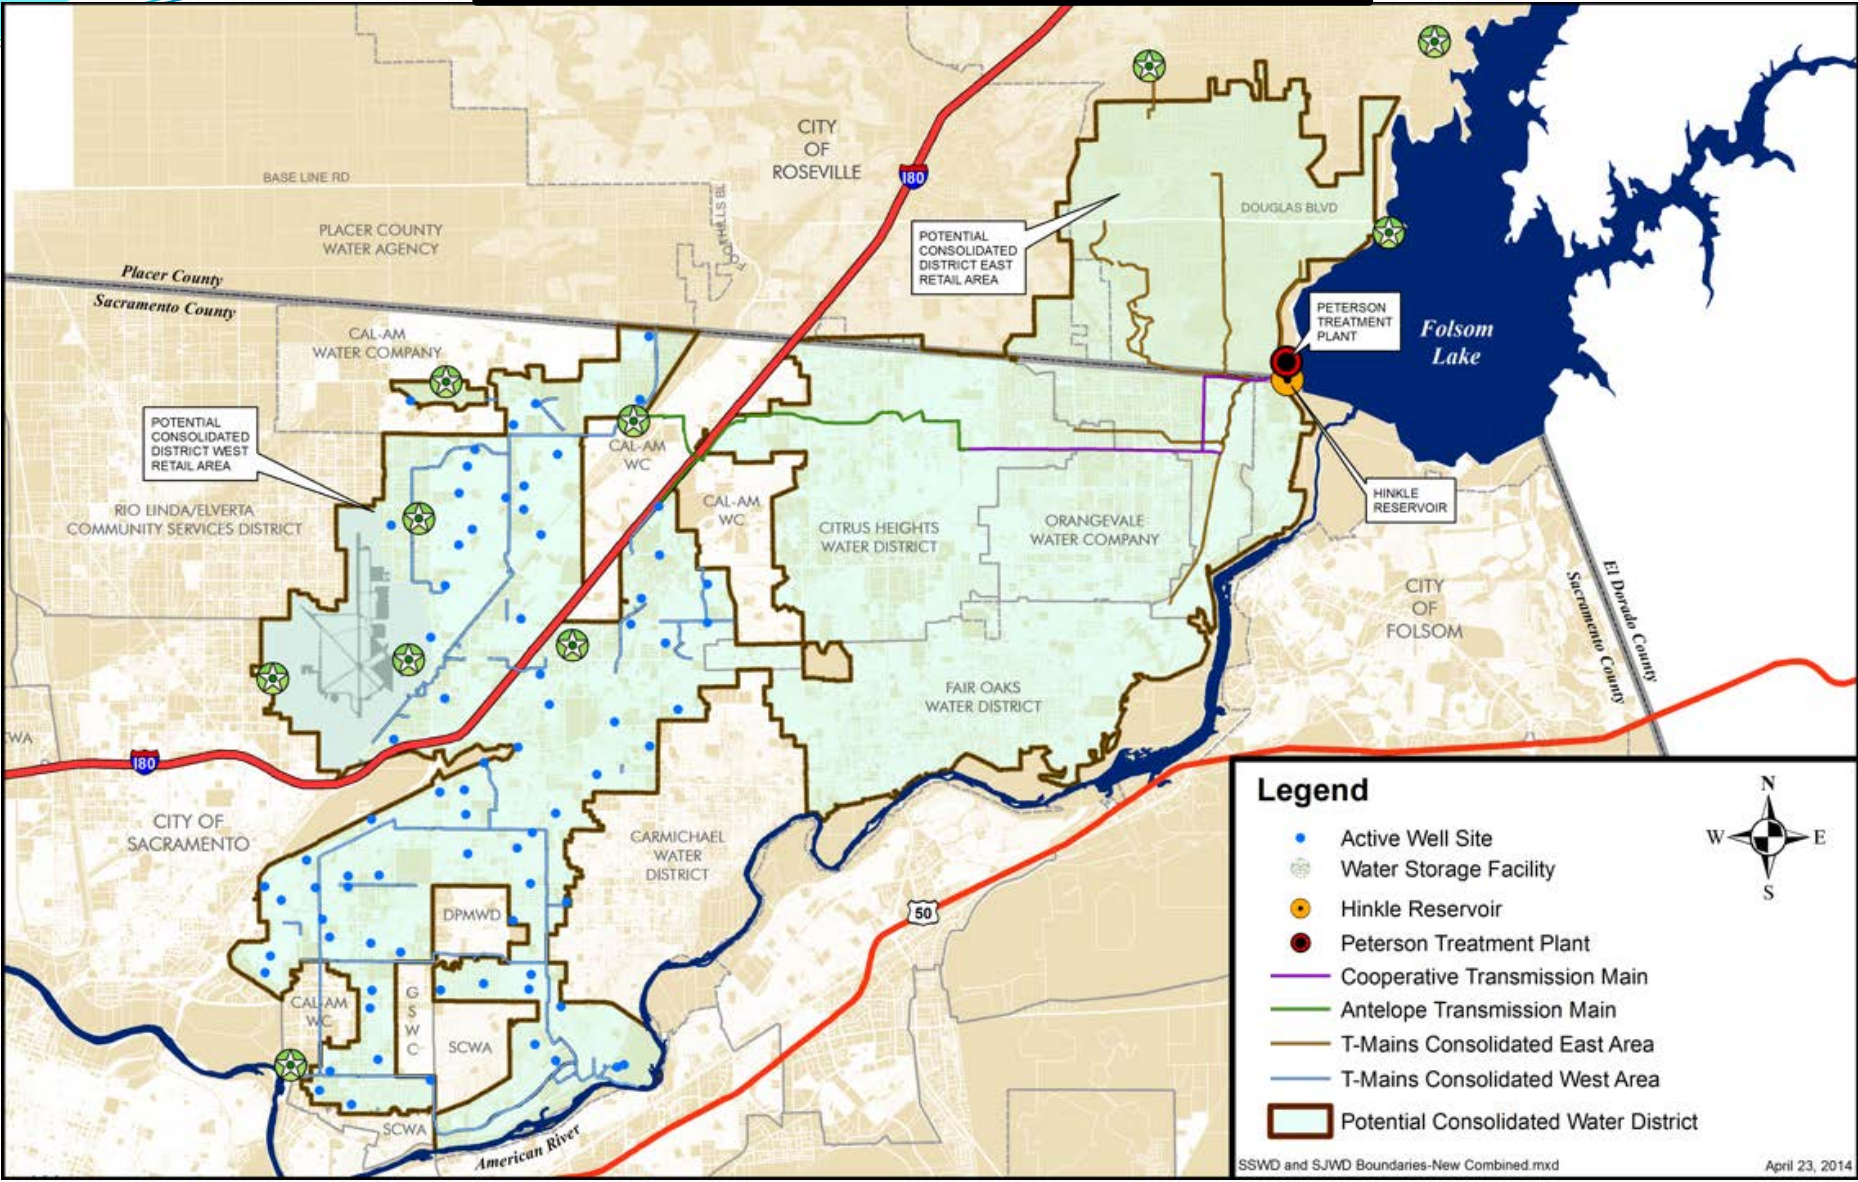 CITY
OF
ROSEVILLE
180
BASE LINE RD
PLACER COUNTY
WATER AGENCY
DOUGLAS BLVD
POTENTIAL
CONSOLIDATED
DISTRICT EAST
RETAIL AREA
Placer County
Sacramento County
PETERSON
TREATMENT
PLANT
Folsom
Lake
CAL-AM
WATER COMPANY
POTENTIAL
CONSOLIDATED
DISTRICT WEST
RETAIL AREA
CAL-AM
WC
CAL-AM
WC
HINKLE
RESERVOIR
RIO LINDA/ELVERTA
COMMUNITY SERVICES DISTRICT
CITRUS HEIGHTS
WATER DISTRICT
ORANGEVALE
WATER COMPANY
CITY
OF
FOLSOM
El Dorado County
Sacramento County
FAIR OAKS
WATER DISTRICT
WA
180
CITY OF
SACRAMENTO
CARMICHAEL
WATER
DISTRICT
DPMWD
50
CAL-AM
WC
G
S
W
C
SCWA
SCWA
American River
Legend
Active Well Site
Water Storage Facility
Hinkle Reservoir
Peterson Treatment Plant
Cooperative Transmission Main
Antelope Transmission Main
T-Mains Consolidated East Area
T-Mains Consolidated West Area
Potential Consolidated Water District
N
W E
S
SSWD and SJWD Boundaries-New Combined.mxd
April 23, 2014